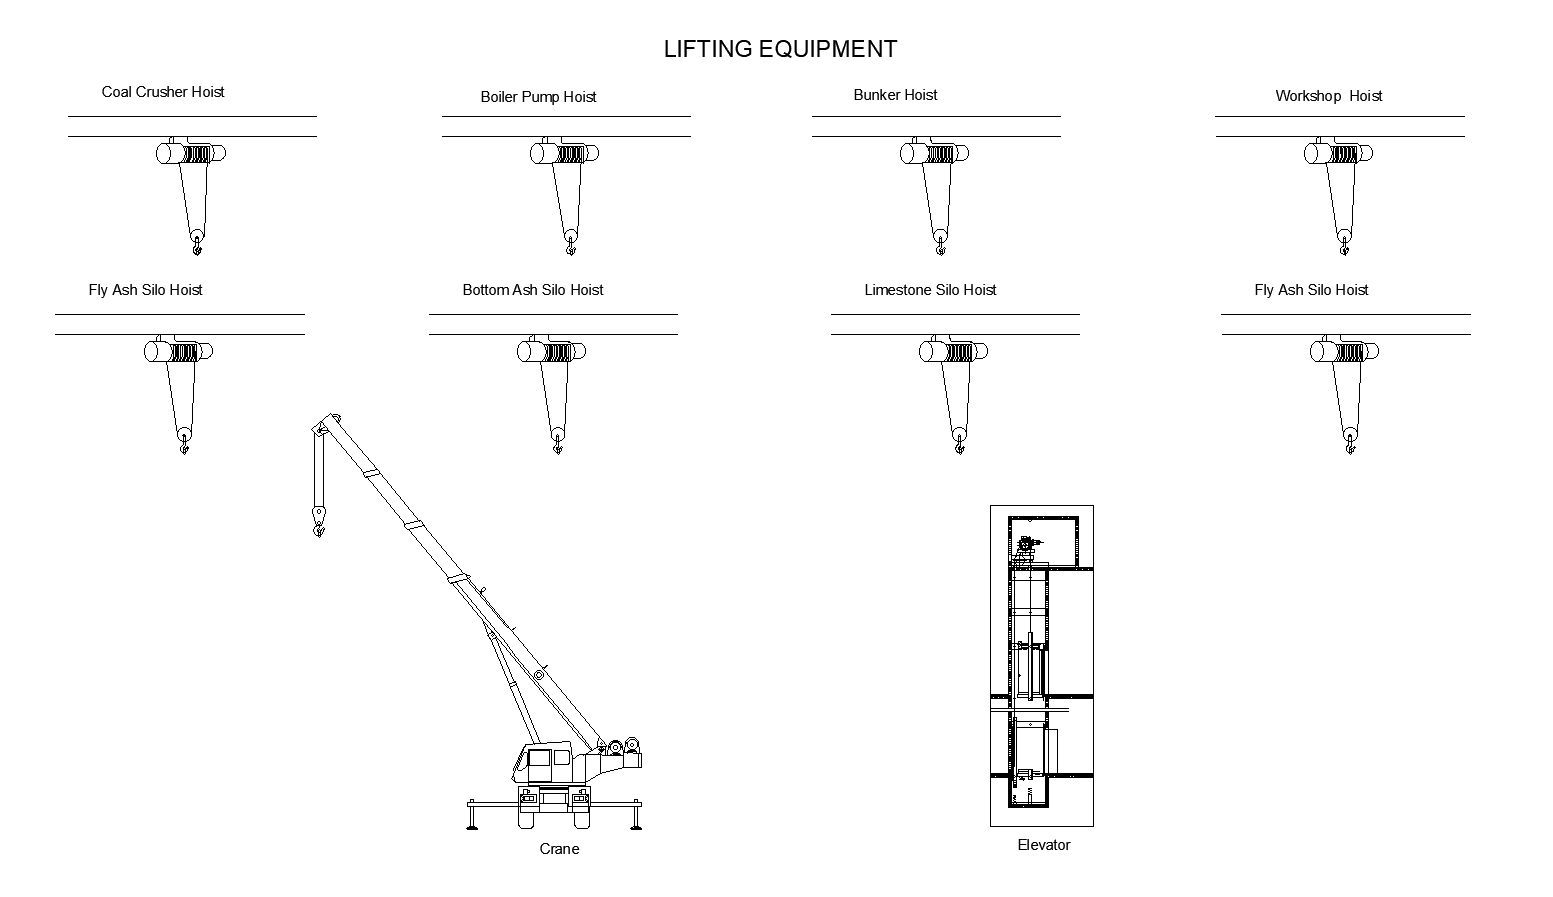 LIFTING EQUIPMENT
Coal Crusher Hoist
Boiler Pump Hoist
Bunker Hoist
Workshop  Hoist
Fly Ash Silo Hoist
Bottom Ash Silo Hoist
Limestone Silo Hoist
Fly Ash Silo Hoist
Crane
Elevator